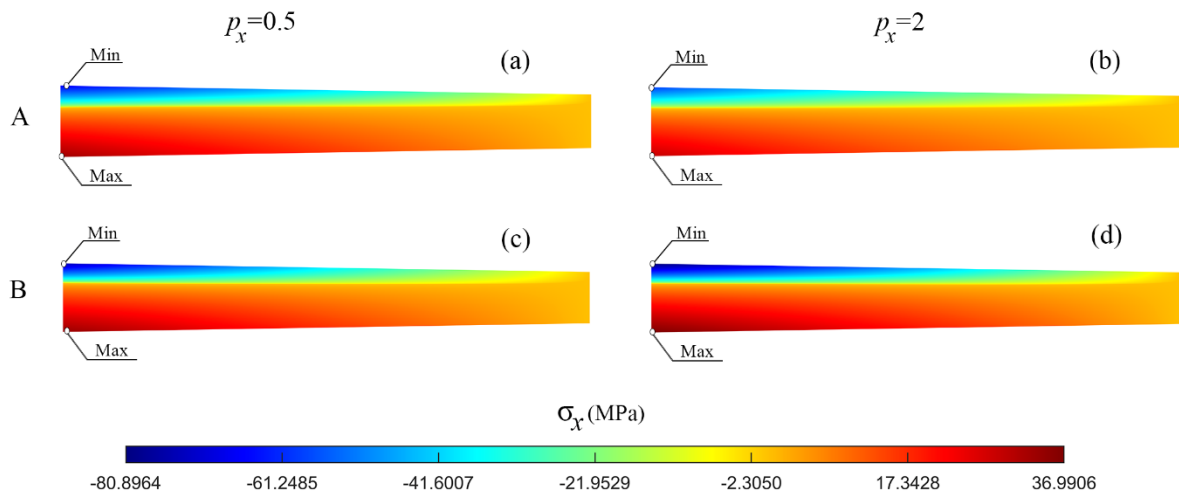 p_x=0.5
p_x=2
Min
(a)
Min
(b)
A
Max
Max
Min
(c)
Min
(d)
B
Max
Max
σ_x (MPa)
-80.8964 -61.2485 -41.6007 -21.9529 -2.3050 17.3428 36.9906